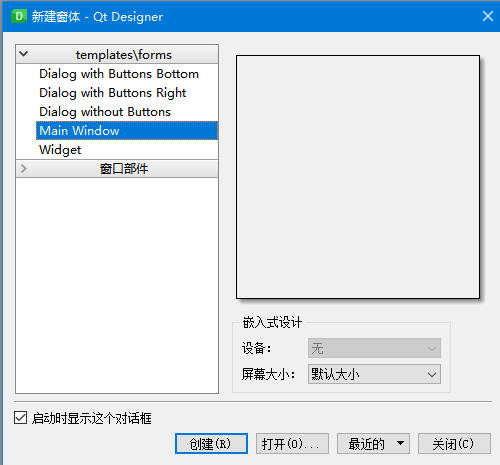 新建窗体 - Qt Designer
templates\forms
Dialog with Buttons Bottom
Dialog with Buttons Right
Dialog without Buttons
Main Window
Widget
窗口部件
嵌入式设计
设备：
无
屏幕大小：
默认大小
启动时显示这个对话框
创建(R)
打开(O)...
最近的
关闭(C)